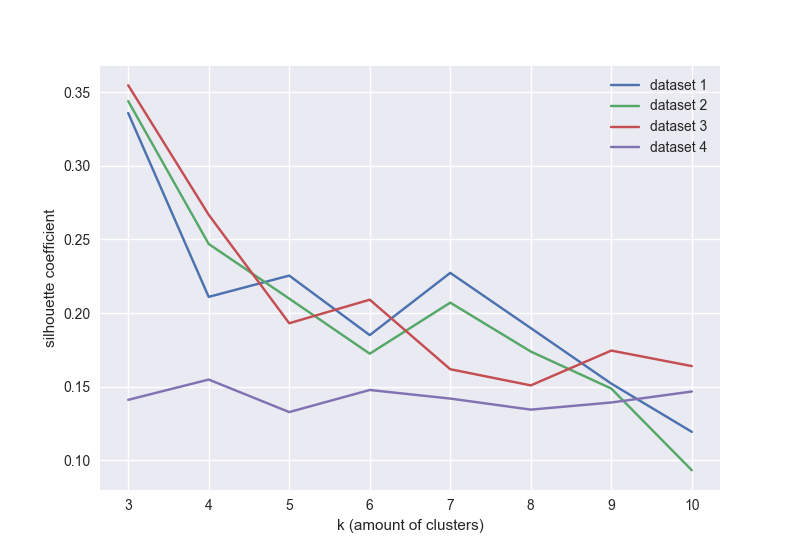 0.35
0.30
0.25
0.20
0.15
0.10
silhouette coefficient
dataset 1
dataset 2
dataset 3
dataset 4
3 4 5 6 7 8 9 10
k (amount of clusters)